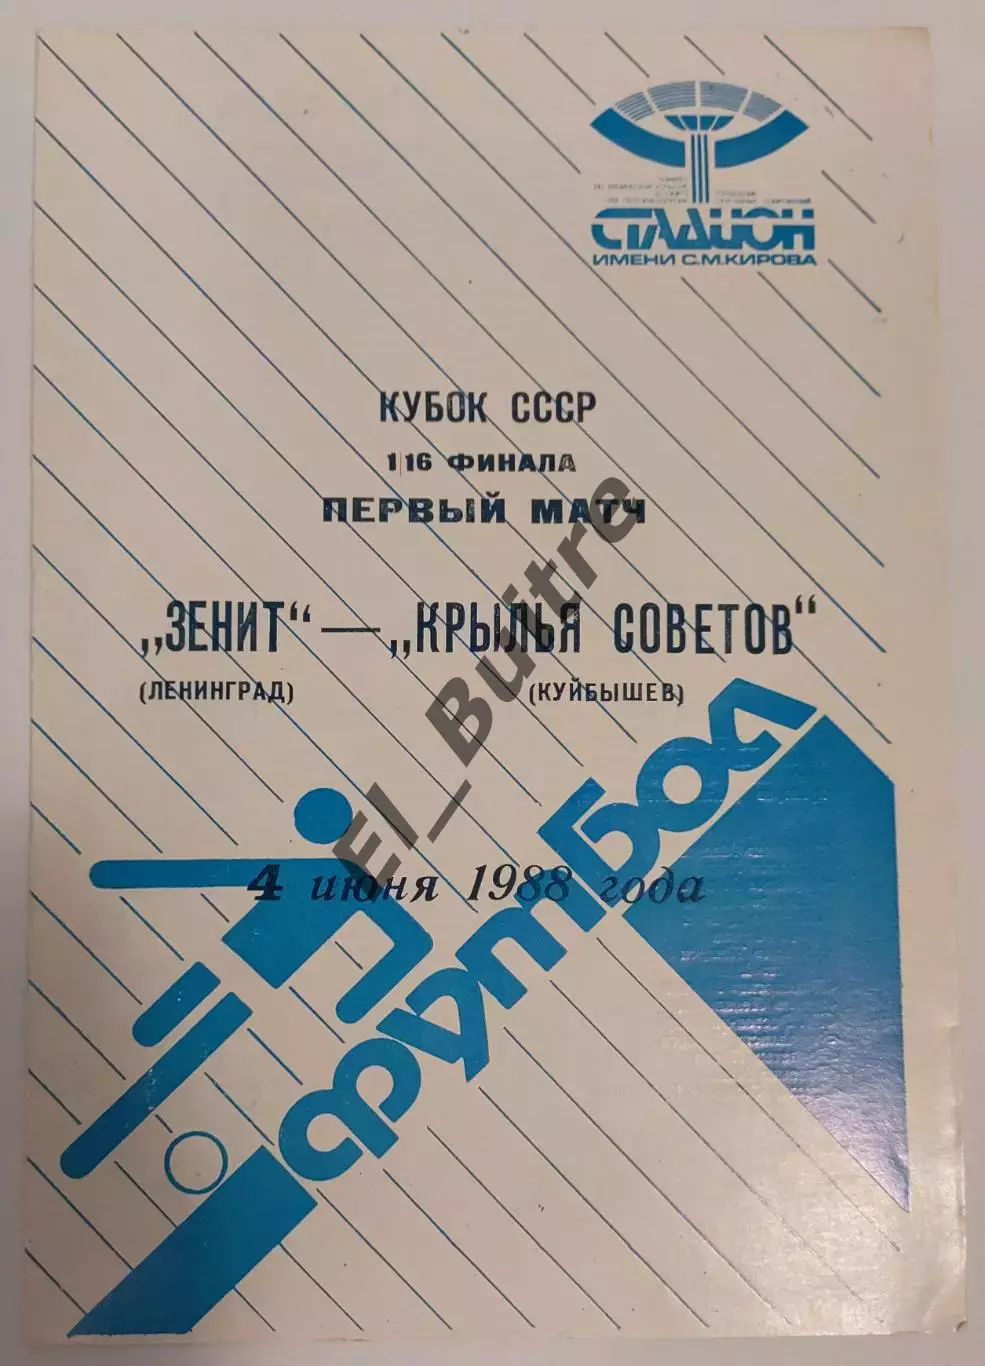 СТАДИОН
ИМЕНИ С.М.КИРОВА
КУБОК СССР
1|16 ФИНАЛА
ПЕРВЫЙ МАТЧ
„ЗЕНИТ“ — „КРЫЛЬЯ СОВЕТОВ“
(ЛЕНИНГРАД) (КУЙБЫШЕВ)
4 июня 1988 года
футбол
El_Buitre